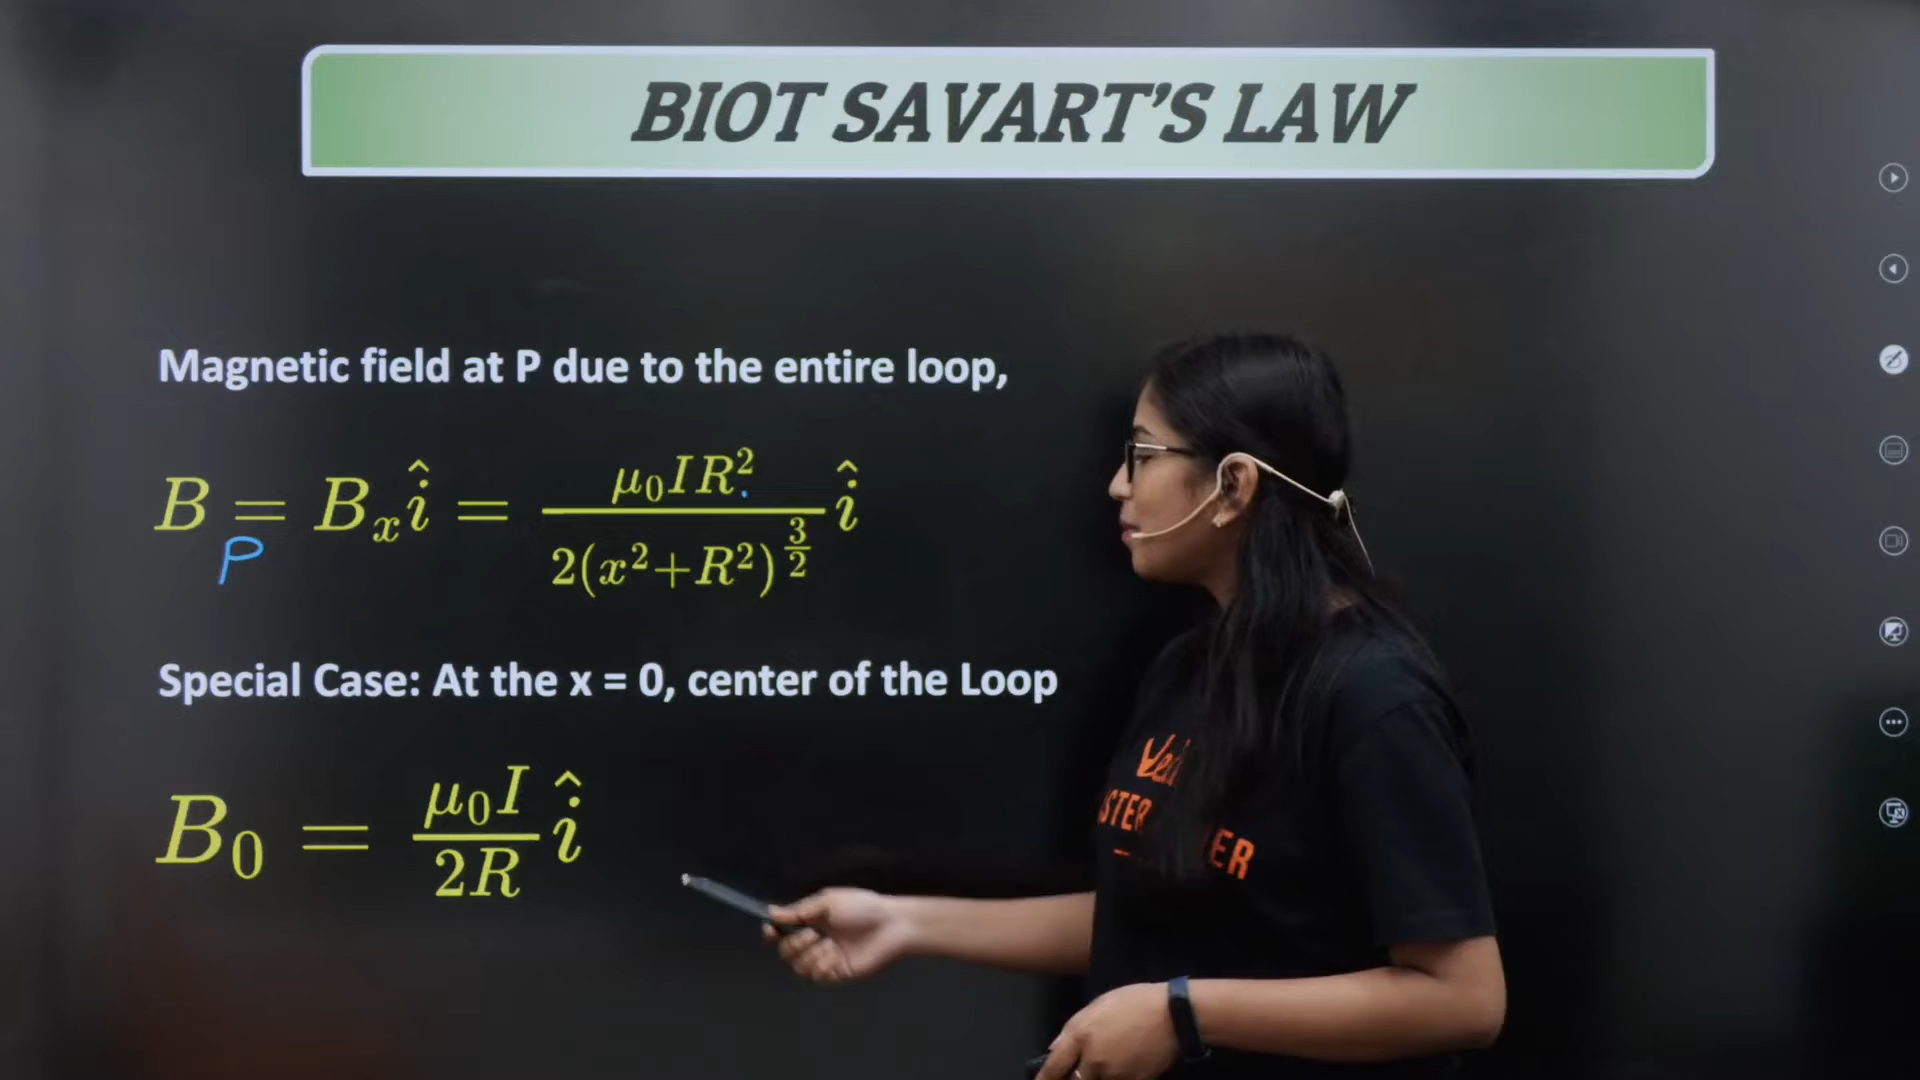 BIOT SAVART'S LAW
Magnetic field at P due to the entire loop,
B = Bₓî = μ₀IR² / 2(x²+R²)^(3/2) î
P
Special Case: At the x = 0, center of the Loop
B₀ = μ₀I / 2R î